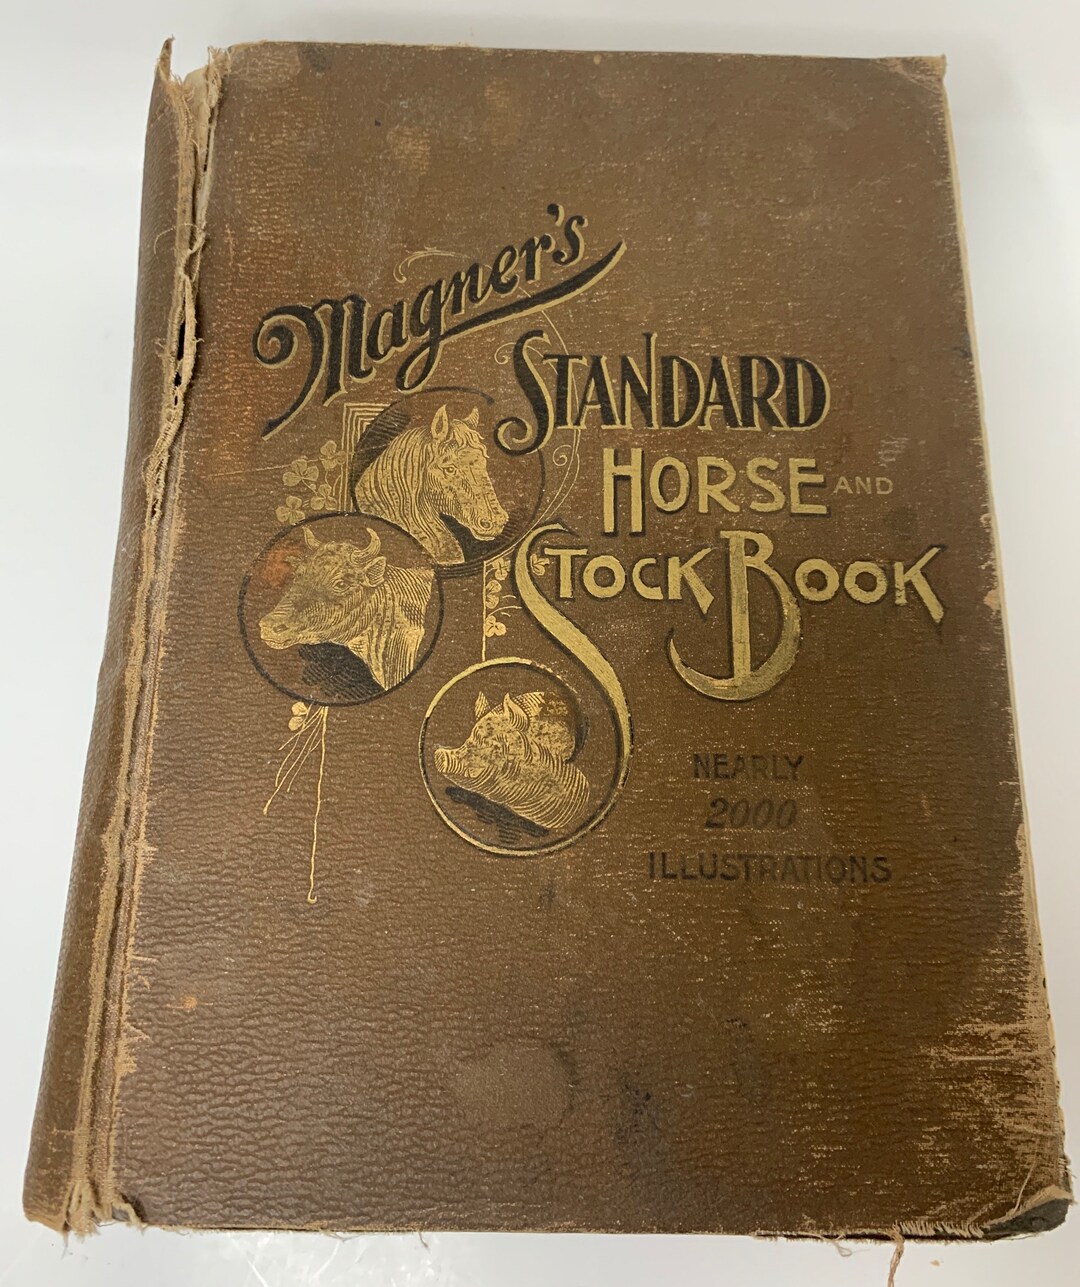 Magner's
STANDARD
HORSE AND
STOCK BOOK
NEARLY
2000
ILLUSTRATIONS